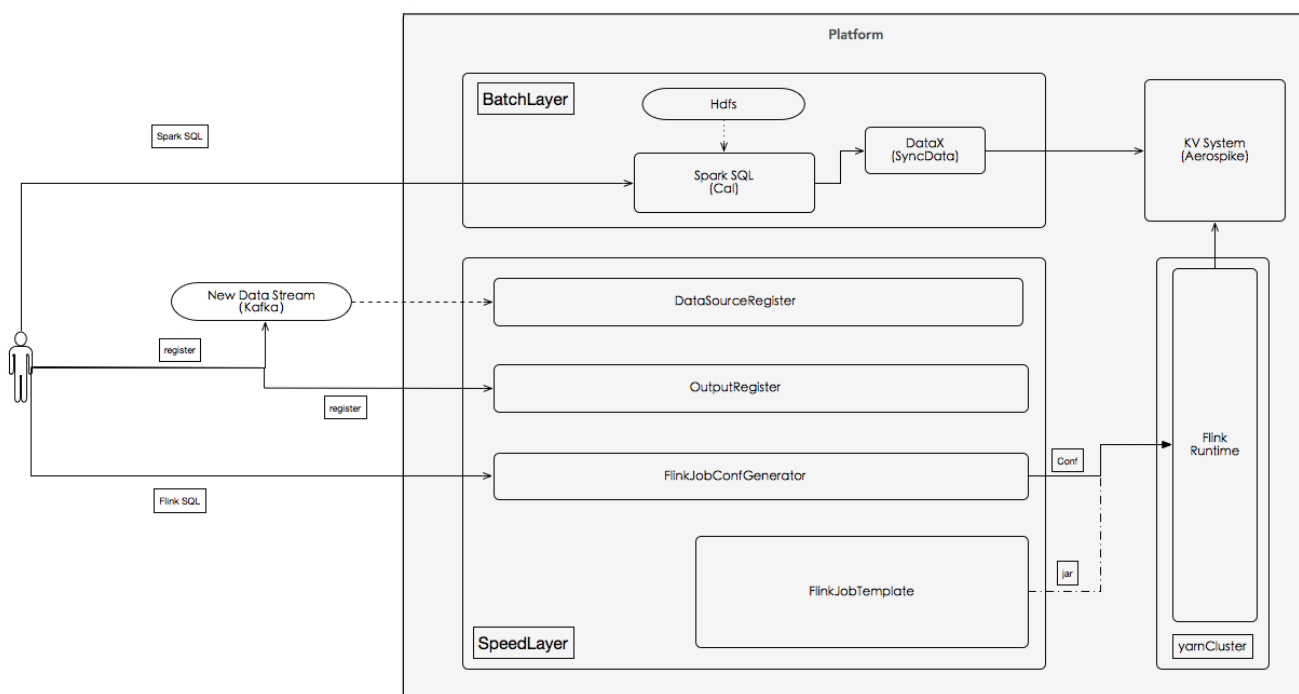 Platform
BatchLayer
Hdfs
Spark SQL
DataX
(SyncData)
KV System
(Aerospike)
Spark SQL
(Cal)
New Data Stream
(Kafka)
DataSourceRegister
register
OutputRegister
register
Flink
Runtime
Conf
FlinkJobConfGenerator
Flink SQL
jar
FlinkJobTemplate
SpeedLayer
yarnCluster